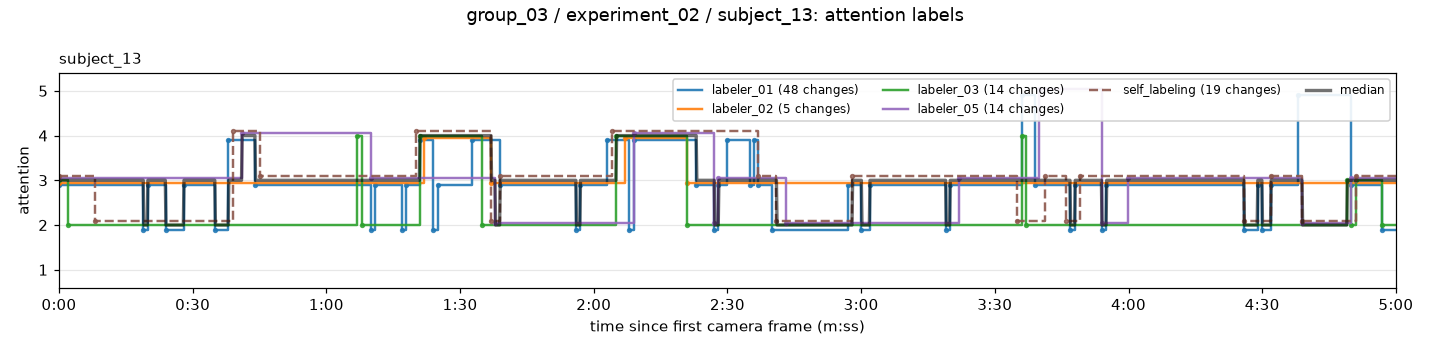 group_03 / experiment_02 / subject_13: attention labels
subject_13
labeler_01 (48 changes)
labeler_02 (5 changes)
labeler_03 (14 changes)
labeler_05 (14 changes)
self_labeling (19 changes)
median
attention
5
4
3
2
1
0:00 0:30 1:00 1:30 2:00 2:30 3:00 3:30 4:00 4:30 5:00
time since first camera frame (m:ss)